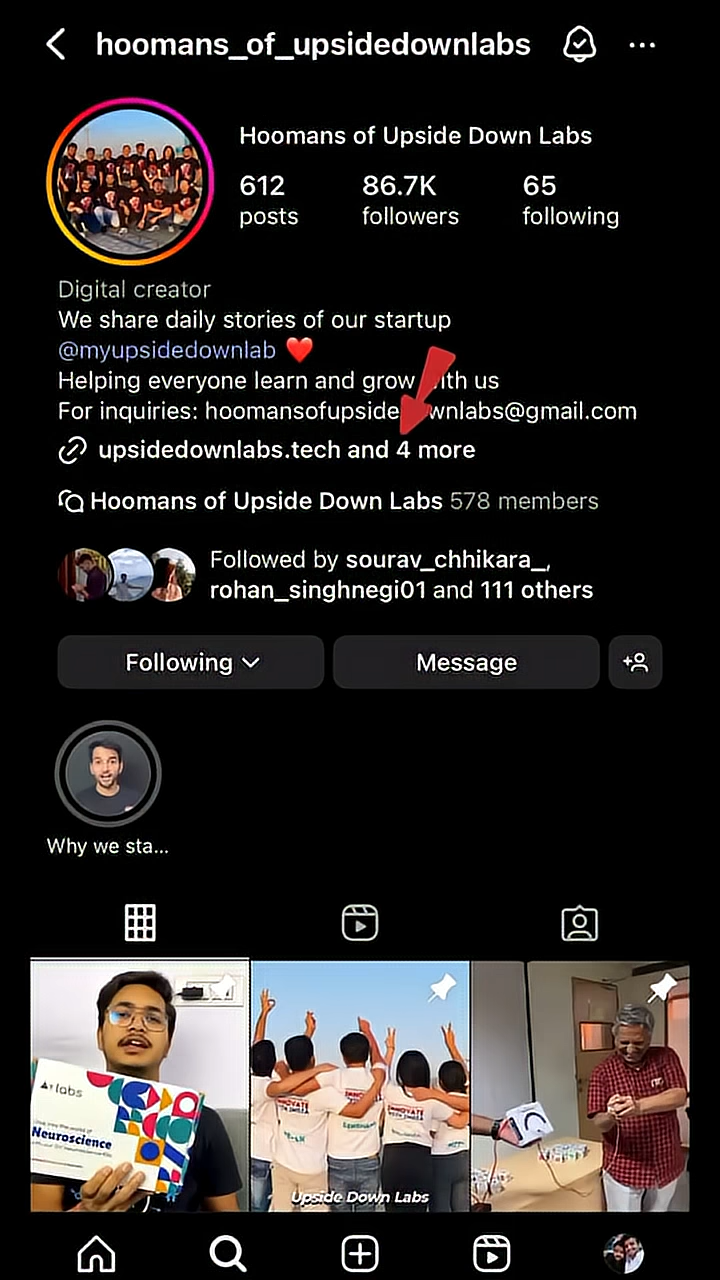 hoomans_of_upsidedownlabs
Hoomans of Upside Down Labs
612 86.7K 65
posts followers following
Digital creator
We share daily stories of our startup
@myupsidedownlab ❤️
Helping everyone learn and grow with us
For inquiries: hoomansofupsidedownlabs@gmail.com
upsidedownlabs.tech and 4 more
Hoomans of Upside Down Labs 578 members
Followed by sourav_chhikara_,
rohan_singhnegi01 and 111 others
Following Message
Why we sta...
labs
Neuroscience
INNOVATE
INNOVATE
Upside Down Labs